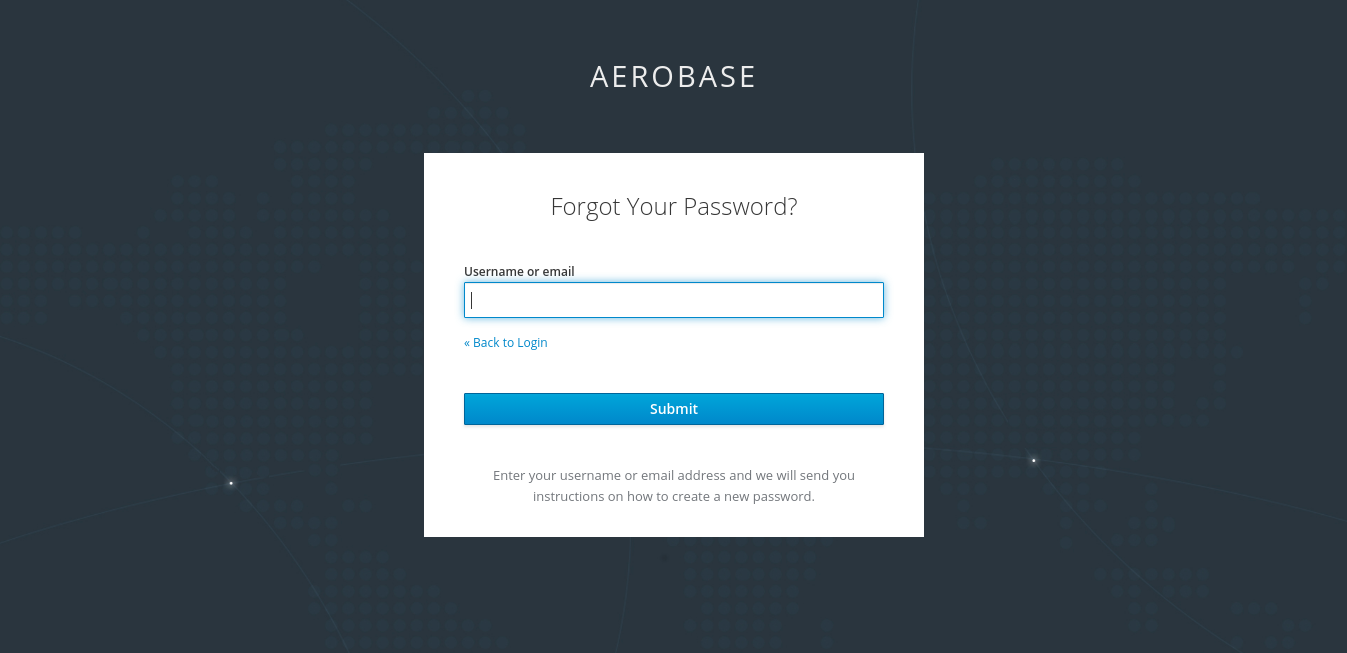 AEROBASE
Forgot Your Password?
Username or email
« Back to Login
Submit
Enter your username or email address and we will send you
instructions on how to create a new password.